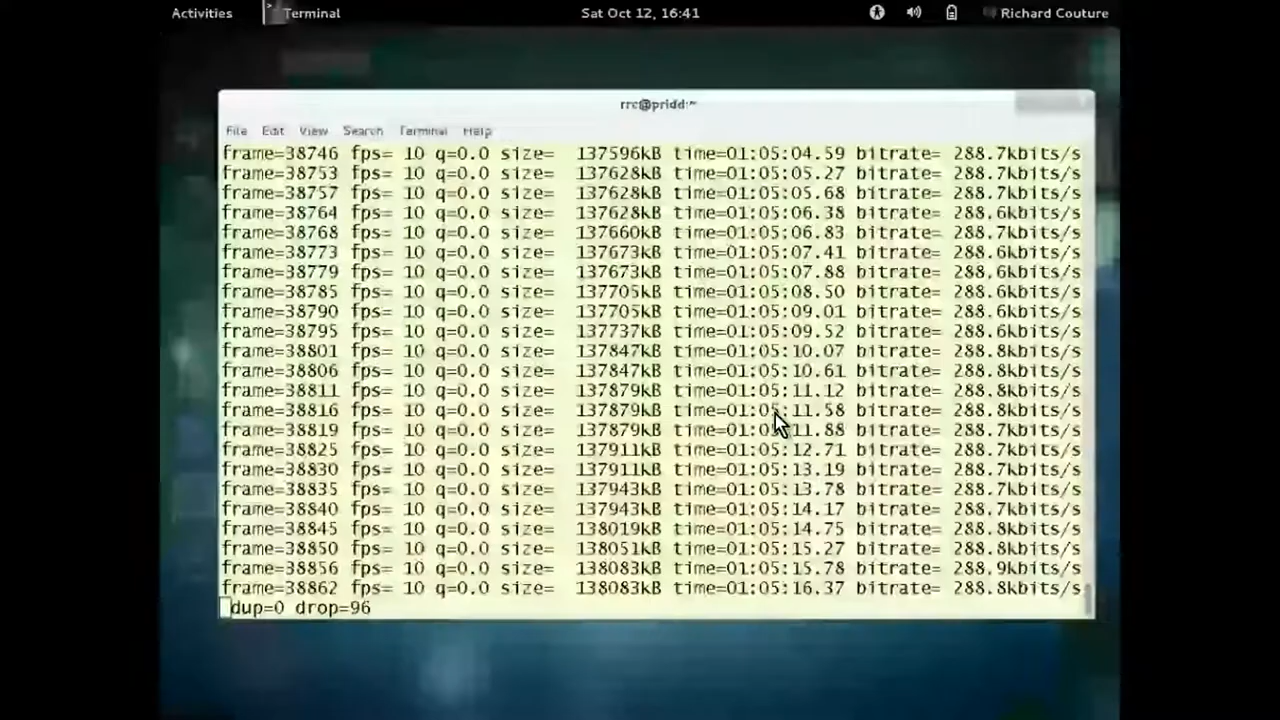 Activities Terminal Sat Oct 12, 16:41 Richard Couture
rrc@pridd:~
File Edit View Search Terminal Help
frame=38746 fps= 10 q=0.0 size=  137596kB time=01:05:04.59 bitrate= 288.7kbits/s
frame=38753 fps= 10 q=0.0 size=  137628kB time=01:05:05.27 bitrate= 288.7kbits/s
frame=38757 fps= 10 q=0.0 size=  137628kB time=01:05:05.68 bitrate= 288.7kbits/s
frame=38764 fps= 10 q=0.0 size=  137628kB time=01:05:06.38 bitrate= 288.6kbits/s
frame=38768 fps= 10 q=0.0 size=  137660kB time=01:05:06.83 bitrate= 288.7kbits/s
frame=38773 fps= 10 q=0.0 size=  137673kB time=01:05:07.41 bitrate= 288.6kbits/s
frame=38779 fps= 10 q=0.0 size=  137673kB time=01:05:07.88 bitrate= 288.6kbits/s
frame=38785 fps= 10 q=0.0 size=  137705kB time=01:05:08.50 bitrate= 288.6kbits/s
frame=38790 fps= 10 q=0.0 size=  137705kB time=01:05:09.01 bitrate= 288.6kbits/s
frame=38795 fps= 10 q=0.0 size=  137737kB time=01:05:09.52 bitrate= 288.6kbits/s
frame=38801 fps= 10 q=0.0 size=  137847kB time=01:05:10.07 bitrate= 288.8kbits/s
frame=38806 fps= 10 q=0.0 size=  137847kB time=01:05:10.61 bitrate= 288.8kbits/s
frame=38811 fps= 10 q=0.0 size=  137879kB time=01:05:11.12 bitrate= 288.8kbits/s
frame=38816 fps= 10 q=0.0 size=  137879kB time=01:05:11.58 bitrate= 288.8kbits/s
frame=38819 fps= 10 q=0.0 size=  137879kB time=01:05:11.88 bitrate= 288.8kbits/s
frame=38825 fps= 10 q=0.0 size=  137911kB time=01:05:12.71 bitrate= 288.7kbits/s
frame=38830 fps= 10 q=0.0 size=  137911kB time=01:05:13.19 bitrate= 288.7kbits/s
frame=38835 fps= 10 q=0.0 size=  137943kB time=01:05:13.78 bitrate= 288.7kbits/s
frame=38840 fps= 10 q=0.0 size=  137943kB time=01:05:14.17 bitrate= 288.7kbits/s
frame=38845 fps= 10 q=0.0 size=  138019kB time=01:05:14.75 bitrate= 288.8kbits/s
frame=38850 fps= 10 q=0.0 size=  138051kB time=01:05:15.27 bitrate= 288.8kbits/s
frame=38856 fps= 10 q=0.0 size=  138083kB time=01:05:15.78 bitrate= 288.9kbits/s
frame=38862 fps= 10 q=0.0 size=  138083kB time=01:05:16.37 bitrate= 288.8kbits/s
dup=0 drop=96